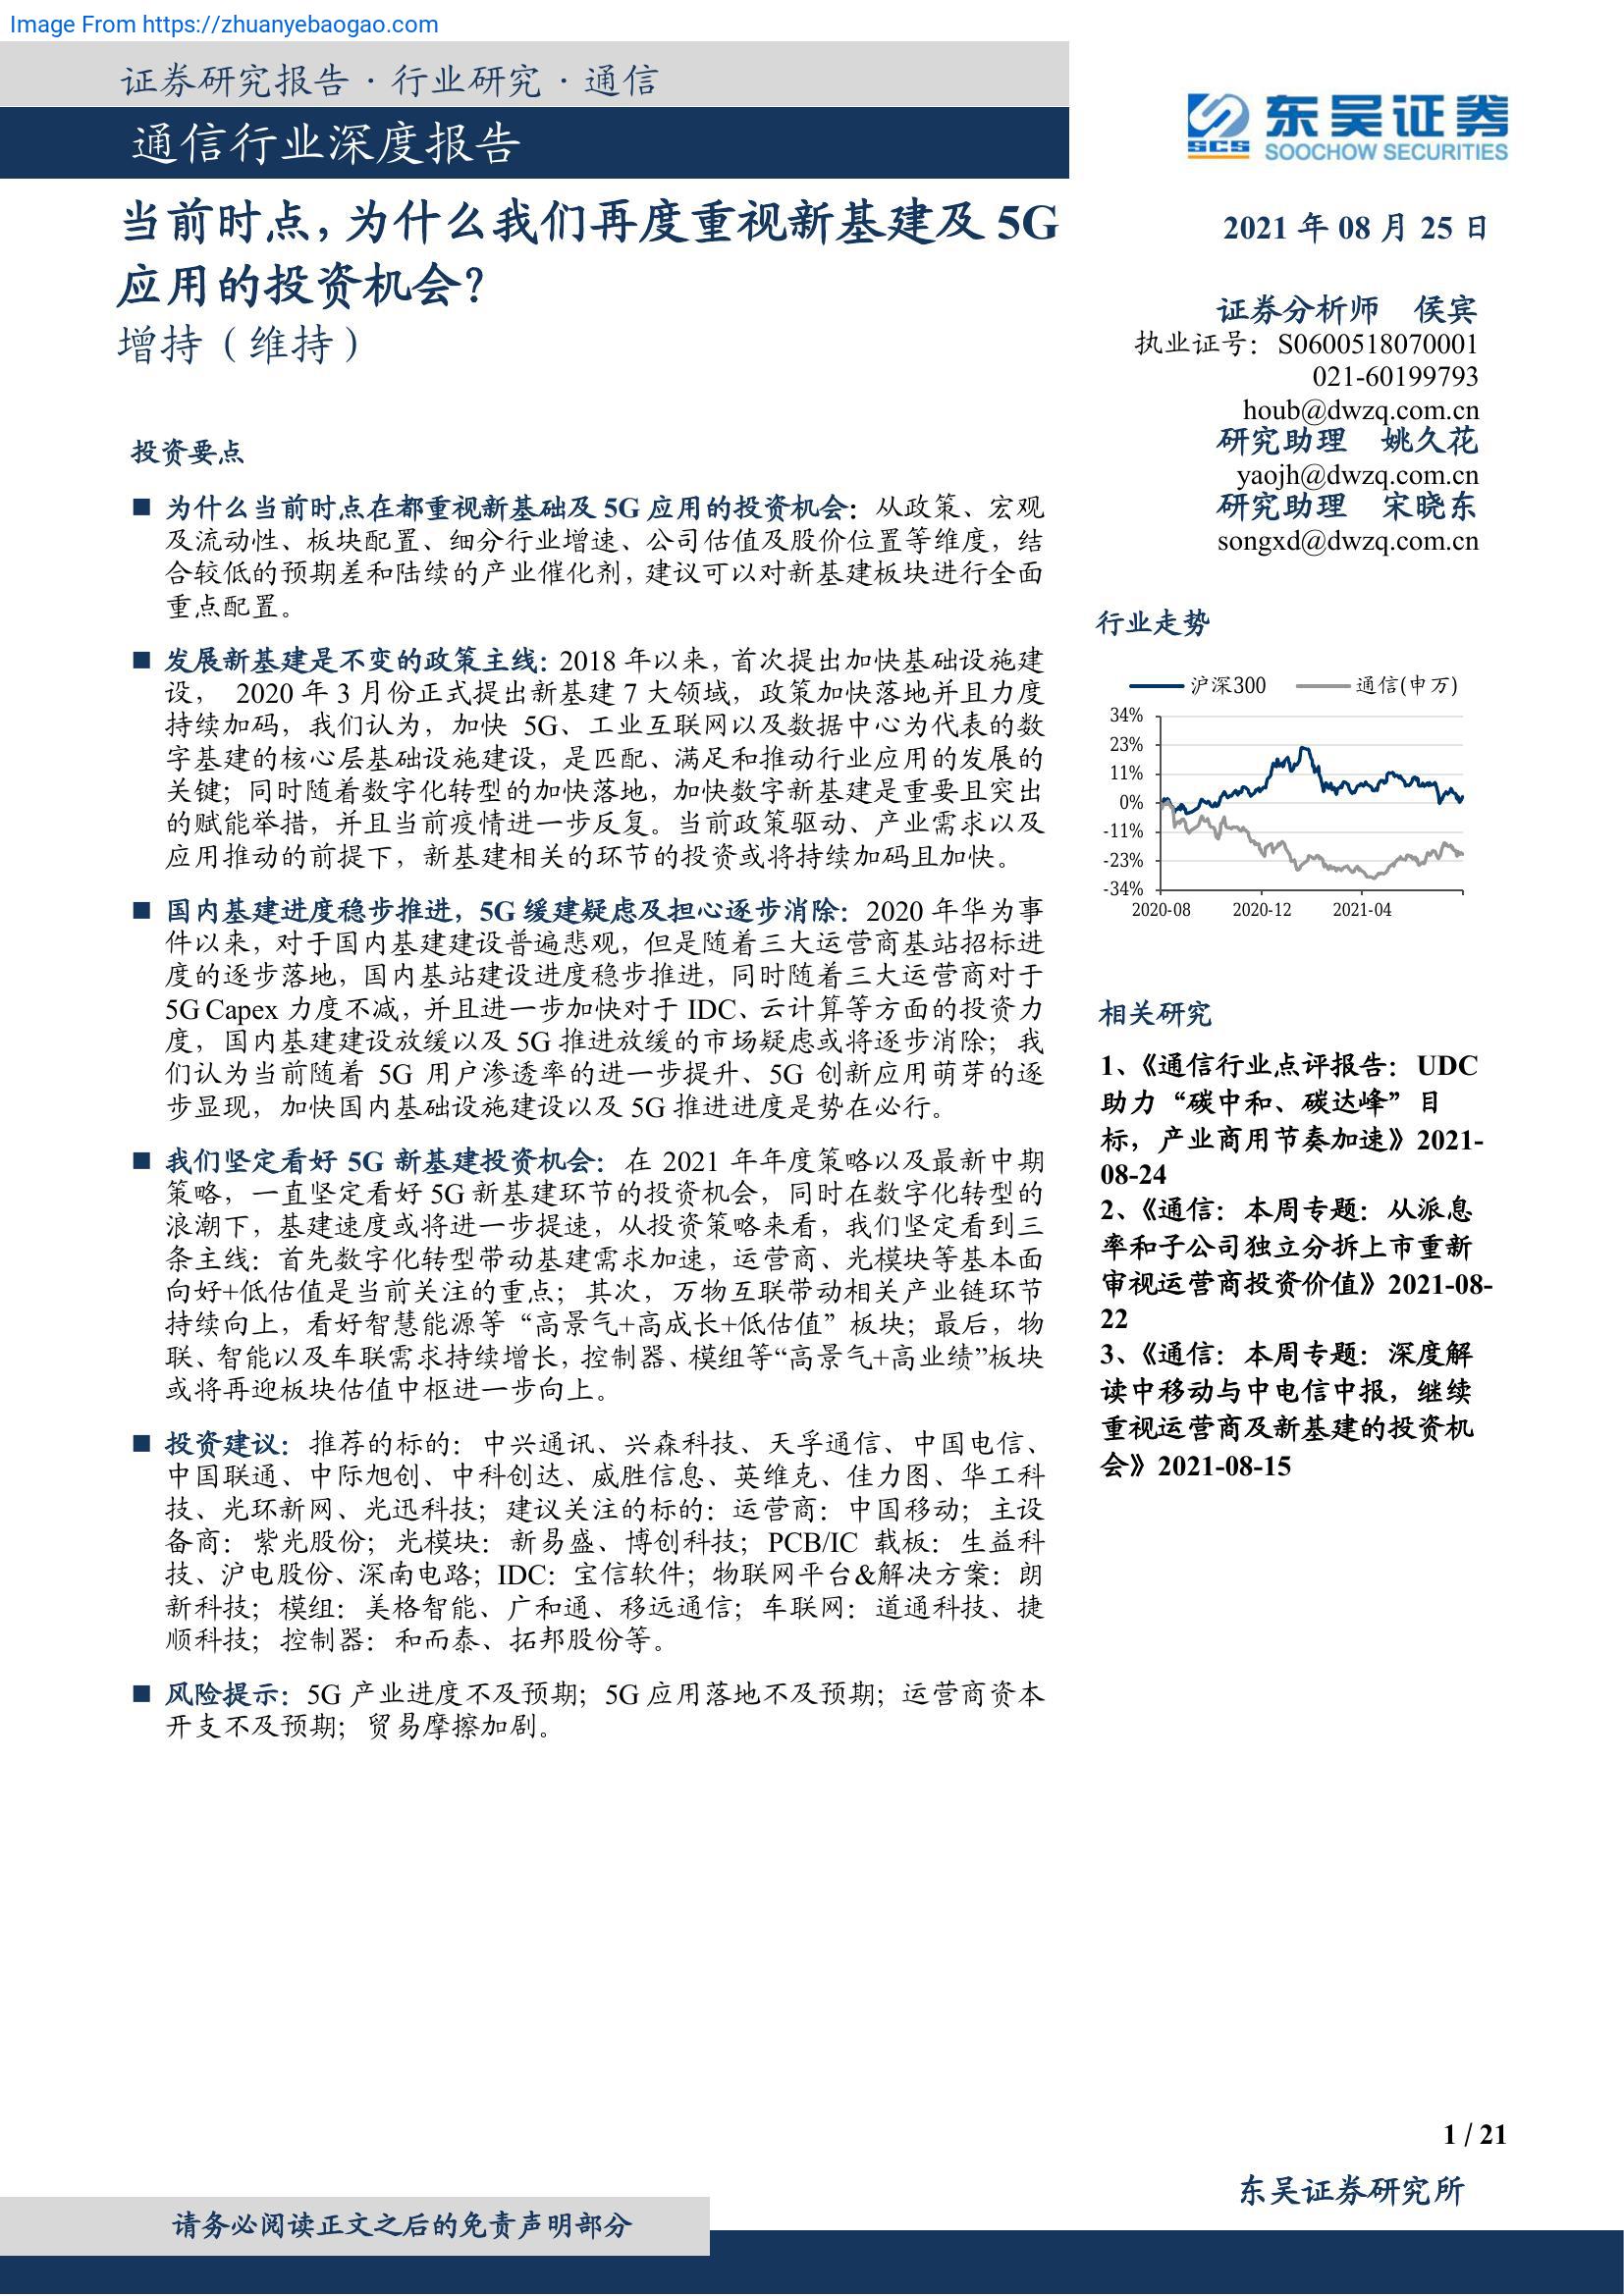 Image From https://zhuanyebaogao.com
证券研究报告·行业研究·通信
通信行业深度报告
东吴证券
SCS
SOOCHOW SECURITIES
当前时点，为什么我们再度重视新基建及 5G
应用的投资机会？
增持（维持）
2021 年 08 月 25 日
证券分析师 侯宾
执业证号：S0600518070001
021-60199793
houb@dwzq.com.cn
研究助理 姚久花
yaojh@dwzq.com.cn
研究助理 宋晓东
songxd@dwzq.com.cn
投资要点
■ 为什么当前时点在都重视新基础及 5G 应用的投资机会：从政策、宏观
及流动性、板块配置、细分行业增速、公司估值及股价位置等维度，结
合较低的预期差和陆续的产业催化剂，建议可以对新基建板块进行全面
重点配置。
■ 发展新基建是不变的政策主线：2018 年以来，首次提出加快基础设施建
设， 2020 年 3 月份正式提出新基建 7 大领域，政策加快落地并且力度
持续加码，我们认为，加快 5G、工业互联网以及数据中心为代表的数
字基建的核心层基础设施建设，是匹配、满足和推动行业应用的发展的
关键；同时随着数字化转型的加快落地，加快数字新基建是重要且突出
的赋能举措，并且当前疫情进一步反复。当前政策驱动、产业需求以及
应用推动的前提下，新基建相关的环节的投资或将持续加码且加快。
■ 国内基建进度稳步推进，5G 缓建疑虑及担心逐步消除：2020 年华为事
件以来，对于国内基建建设普遍悲观，但是随着三大运营商基站招标进
度的逐步落地，国内基站建设进度稳步推进，同时随着三大运营商对于
5G Capex 力度不减，并且进一步加快对于 IDC、云计算等方面的投资力
度，国内基建建设放缓以及 5G 推进放缓的市场疑虑或将逐步消除；我
们认为当前随着 5G 用户渗透率的进一步提升、5G 创新应用萌芽的逐
步显现，加快国内基础设施建设以及 5G 推进进度是势在必行。
■ 我们坚定看好 5G 新基建投资机会：在 2021 年年度策略以及最新中期
策略，一直坚定看好 5G 新基建环节的投资机会，同时在数字化转型的
浪潮下，基建速度或将进一步提速，从投资策略来看，我们坚定看到三
条主线：首先数字化转型带动基建需求加速，运营商、光模块等基本面
向好+低估值是当前关注的重点；其次，万物互联带动相关产业链环节
持续向上，看好智慧能源等“高景气+高成长+低估值”板块；最后，物
联、智能以及车联需求持续增长，控制器、模组等“高景气+高业绩”板块
或将再迎板块估值中枢进一步向上。
■ 投资建议：推荐的标的：中兴通讯、兴森科技、天孚通信、中国电信、
中国联通、中际旭创、中科创达、威胜信息、英维克、佳力图、华工科
技、光环新网、光迅科技；建议关注的标的：运营商：中国移动；主设
备商：紫光股份；光模块：新易盛、博创科技；PCB/IC 载板：生益科
技、沪电股份、深南电路；IDC：宝信软件；物联网平台&解决方案：朗
新科技；模组：美格智能、广和通、移远通信；车联网：道通科技、捷
顺科技；控制器：和而泰、拓邦股份等。
■ 风险提示：5G 产业进度不及预期；5G 应用落地不及预期；运营商资本
开支不及预期；贸易摩擦加剧。
行业走势
沪深300 通信(申万)
34%
23%
11%
0%
-11%
-23%
-34%
2020-08 2020-12 2021-04
相关研究
1、《通信行业点评报告：UDC
助力“碳中和、碳达峰”目
标，产业商用节奏加速》2021-
08-24
2、《通信：本周专题：从派息
率和子公司独立分拆上市重新
审视运营商投资价值》2021-08-
22
3、《通信：本周专题：深度解
读中移动与中电信中报，继续
重视运营商及新基建的投资机
会》2021-08-15
1 / 21
东吴证券研究所
请务必阅读正文之后的免责声明部分